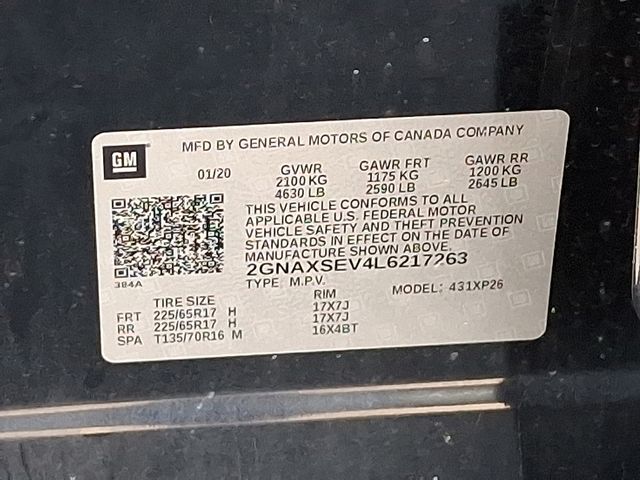 GM
MFD BY GENERAL MOTORS OF CANADA COMPANY
01/20 GVWR GAWR FRT GAWR RR
2100 KG 1175 KG 1200 KG
4630 LB 2590 LB 2645 LB
THIS VEHICLE CONFORMS TO ALL
APPLICABLE U.S. FEDERAL MOTOR
VEHICLE SAFETY AND THEFT PREVENTION
STANDARDS IN EFFECT ON THE DATE OF
MANUFACTURE SHOWN ABOVE.
2GNAXSEV4L6217263
384A
TYPE: M.P.V. MODEL: 431XP26
TIRE SIZE RIM
FRT 225/65R17 H 17X7J
RR 225/65R17 H 17X7J
SPA T135/70R16 M 16X4BT